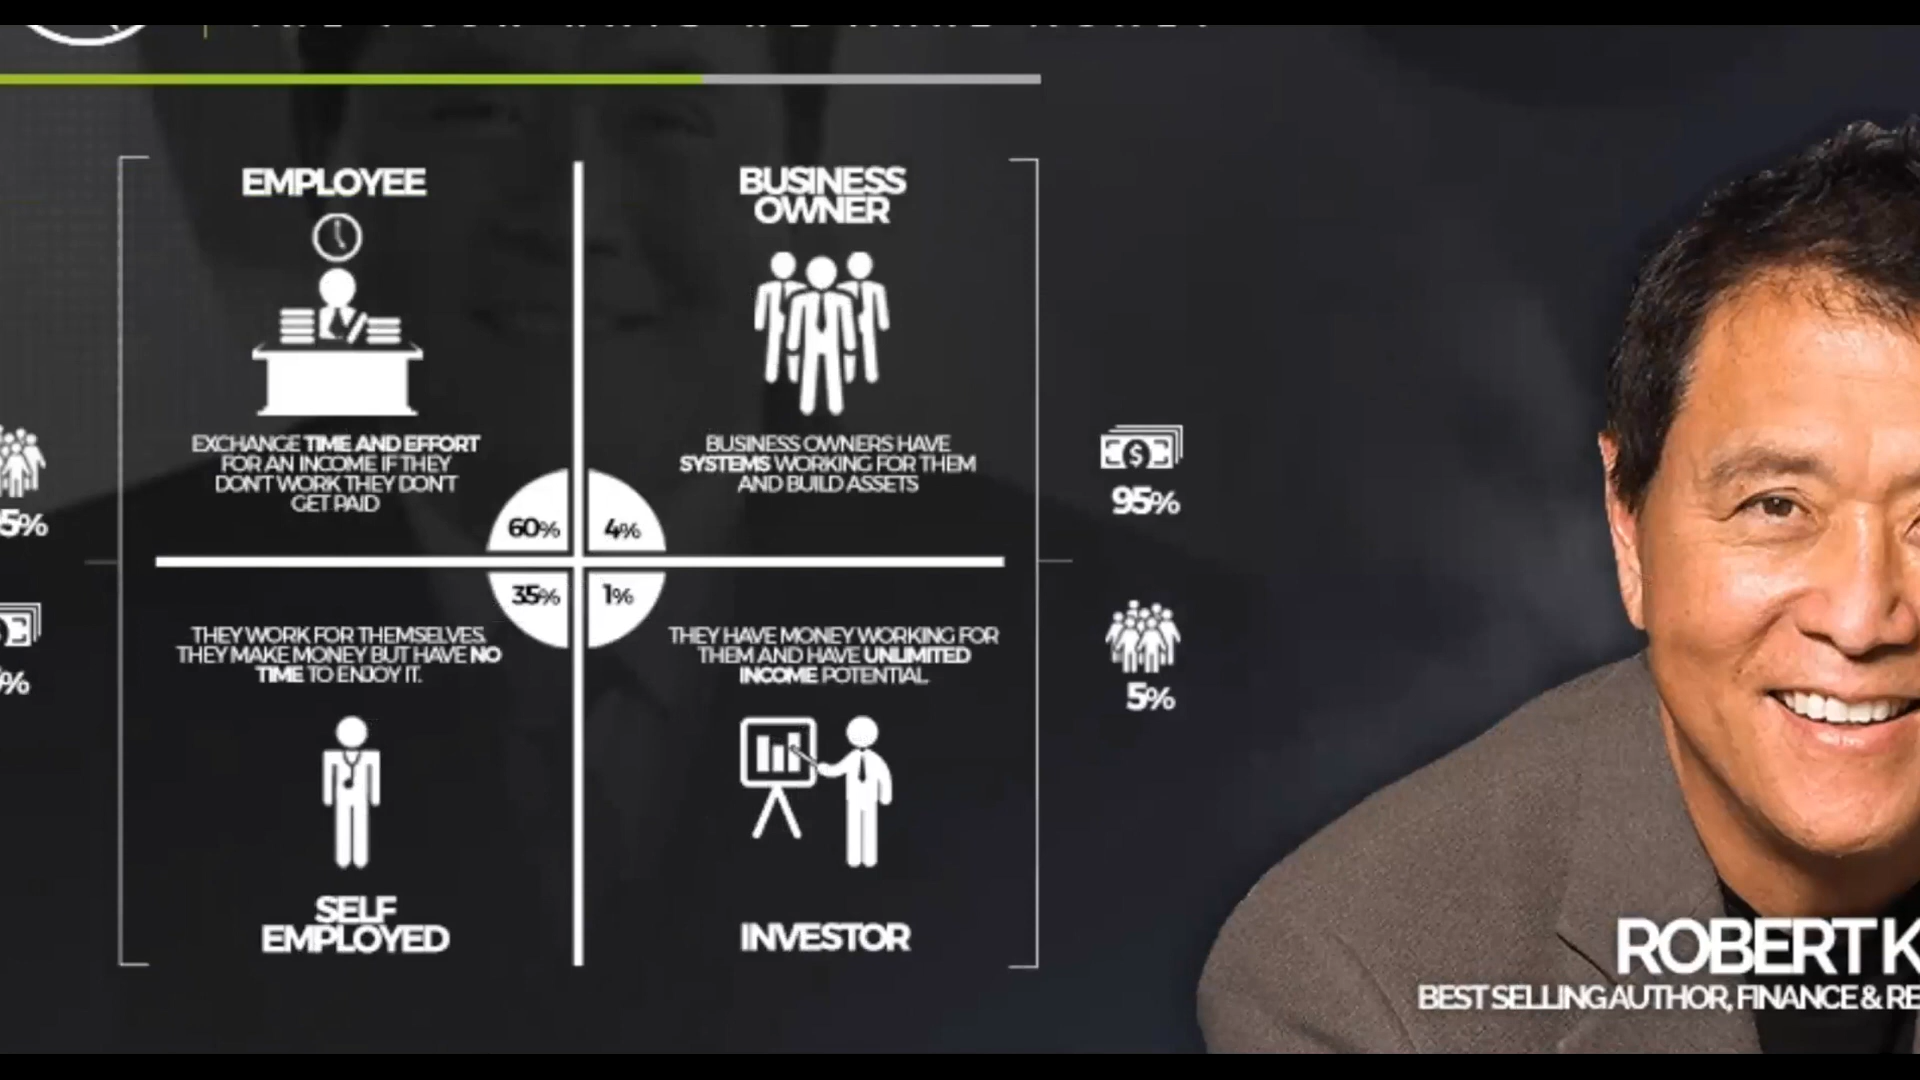 EMPLOYEE
EXCHANGE TIME AND EFFORT
FOR AN INCOME IF THEY
DON'T WORK THEY DON'T
GET PAID
BUSINESS
OWNER
BUSINESS OWNERS HAVE
SYSTEMS WORKING FOR THEM
AND BUILD ASSETS
60%
4%
35%
1%
THEY WORK FOR THEMSELVES.
THEY MAKE MONEY BUT HAVE NO
TIME TO ENJOY IT.
SELF
EMPLOYED
THEY HAVE MONEY WORKING FOR
THEM AND HAVE UNLIMITED
INCOME POTENTIAL.
INVESTOR
5%
%
95%
5%
ROBERT K
BEST SELLING AUTHOR, FINANCE & RE